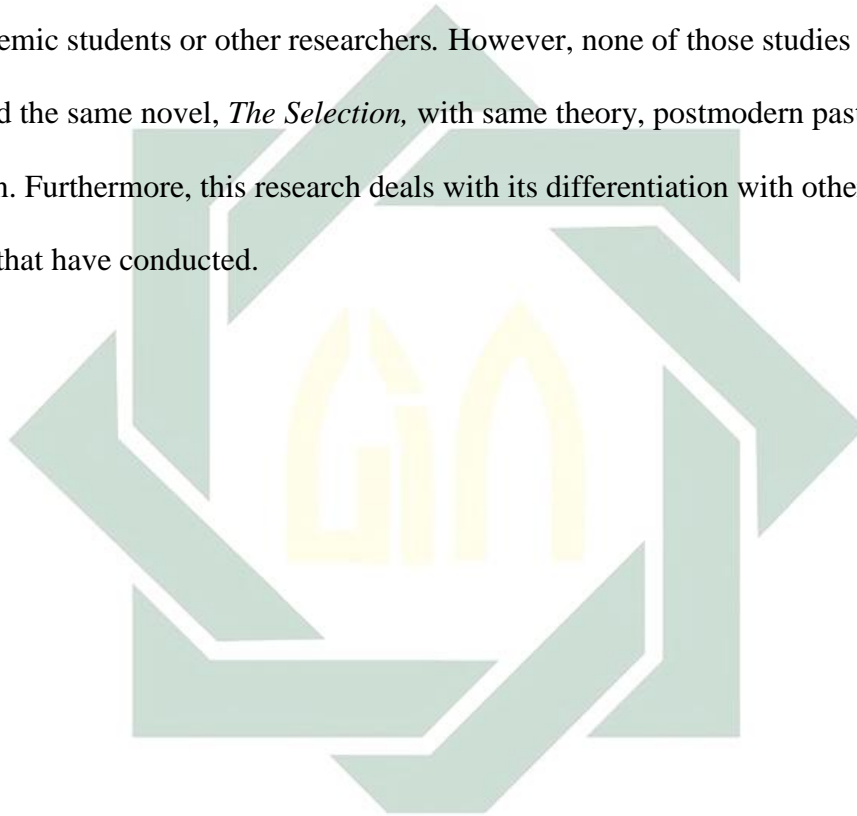 emic students or other researchers. However, none of those studies
d the same novel, The Selection, with same theory, postmodern past
n. Furthermore, this research deals with its differentiation with othe
that have conducted.